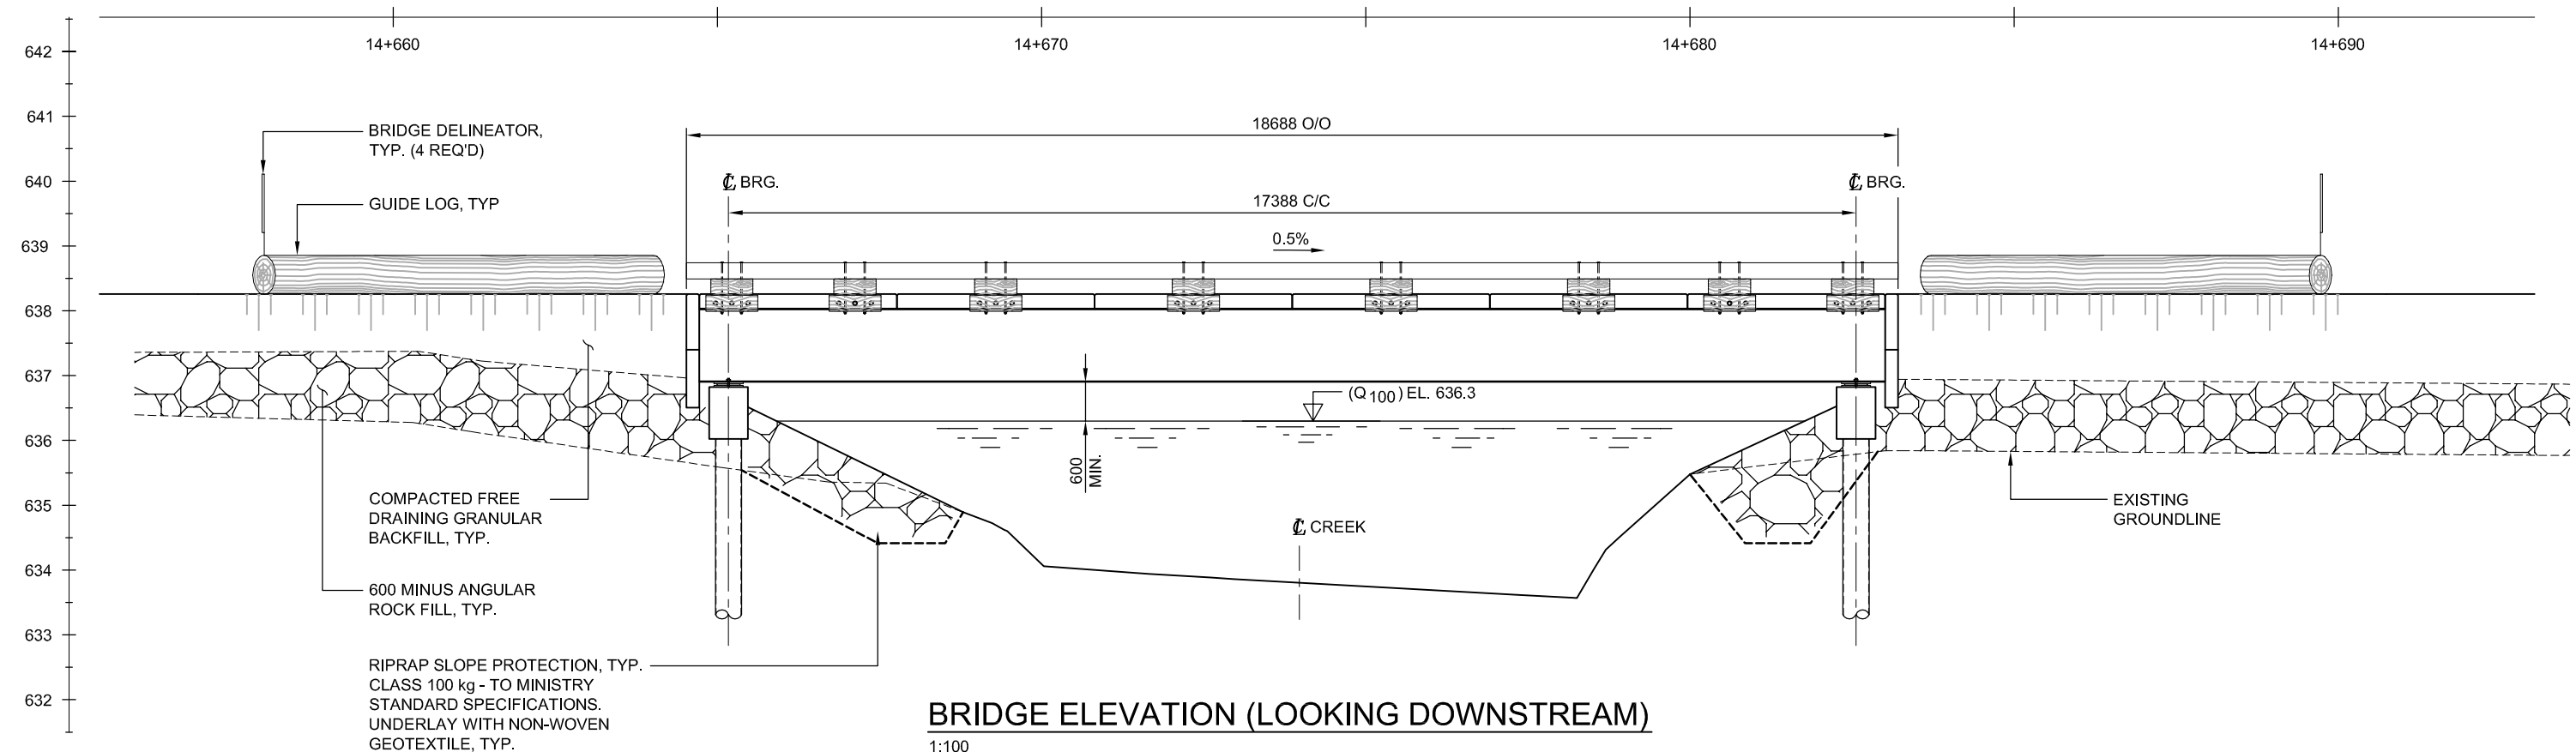 14+660
14+670
14+680
14+690
642
641
640
639
638
637
636
635
634
633
632
BRIDGE DELINEATOR,
TYP. (4 REQ'D)
GUIDE LOG, TYP
18688 O/O
℄ BRG.
℄ BRG.
17388 C/C
0.5%
(Q100) EL. 636.3
600
MIN.
℄ CREEK
COMPACTED FREE
DRAINING GRANULAR
BACKFILL, TYP.
EXISTING
GROUNDLINE
600 MINUS ANGULAR
ROCK FILL, TYP.
RIPRAP SLOPE PROTECTION, TYP.
CLASS 100 kg - TO MINISTRY
STANDARD SPECIFICATIONS.
UNDERLAY WITH NON-WOVEN
GEOTEXTILE, TYP.
BRIDGE ELEVATION (LOOKING DOWNSTREAM)
1:100